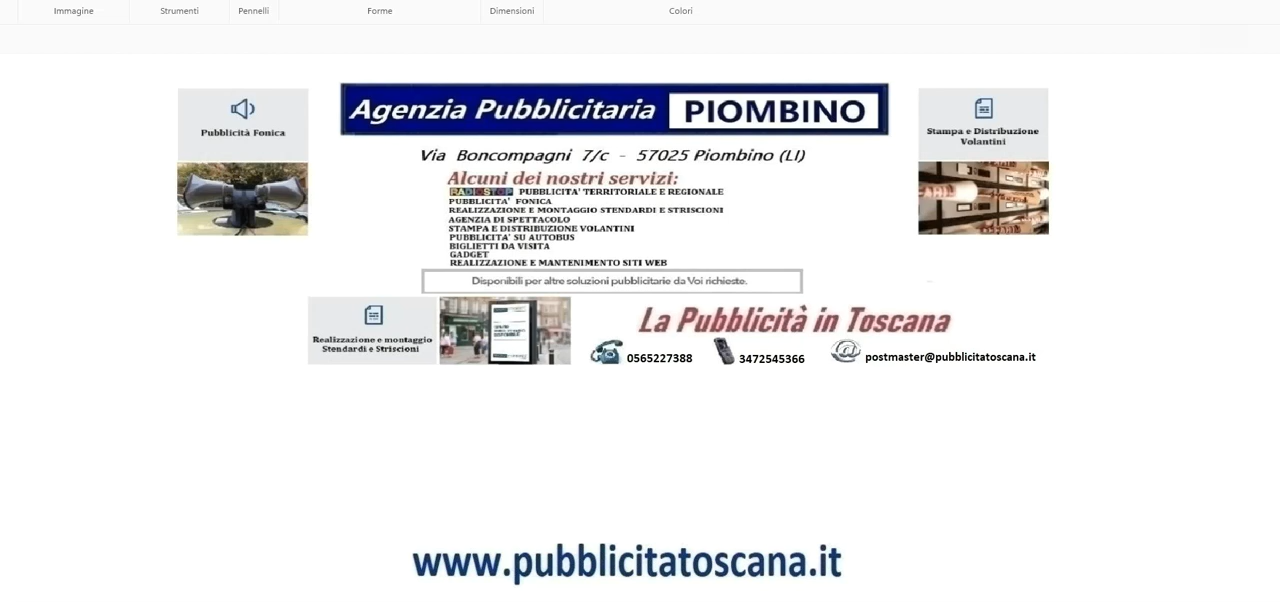 Immagine Strumenti Pennelli Forme Dimensioni Colori
Agenzia Pubblicitaria PIOMBINO
Pubblicità Fonica
Stampa e Distribuzione
Volantini
Via Boncompagni 7/c - 57025 Piombino (LI)
Alcuni dei nostri servizi:
RADIOSTOP PUBBLICITA' TERRITORIALE E REGIONALE
PUBBLICITA' FONICA
REALIZZAZIONE E MONTAGGIO STENDARDI E STRISCIONI
AGENZIA DI SPETTACOLO
STAMPA E DISTRIBUZIONE VOLANTINI
PUBBLICITA' SU AUTOBUS
BIGLIETTI DA VISITA
GADGET
REALIZZAZIONE E MANTENIMENTO SITI WEB
Disponibili per altre soluzioni pubblicitarie da Voi richieste.
Realizzazione e montaggio
Stendardi e Striscioni
La Pubblicità in Toscana
0565227388 3472545366 postmaster@pubblicitatoscana.it
www.pubblicitatoscana.it